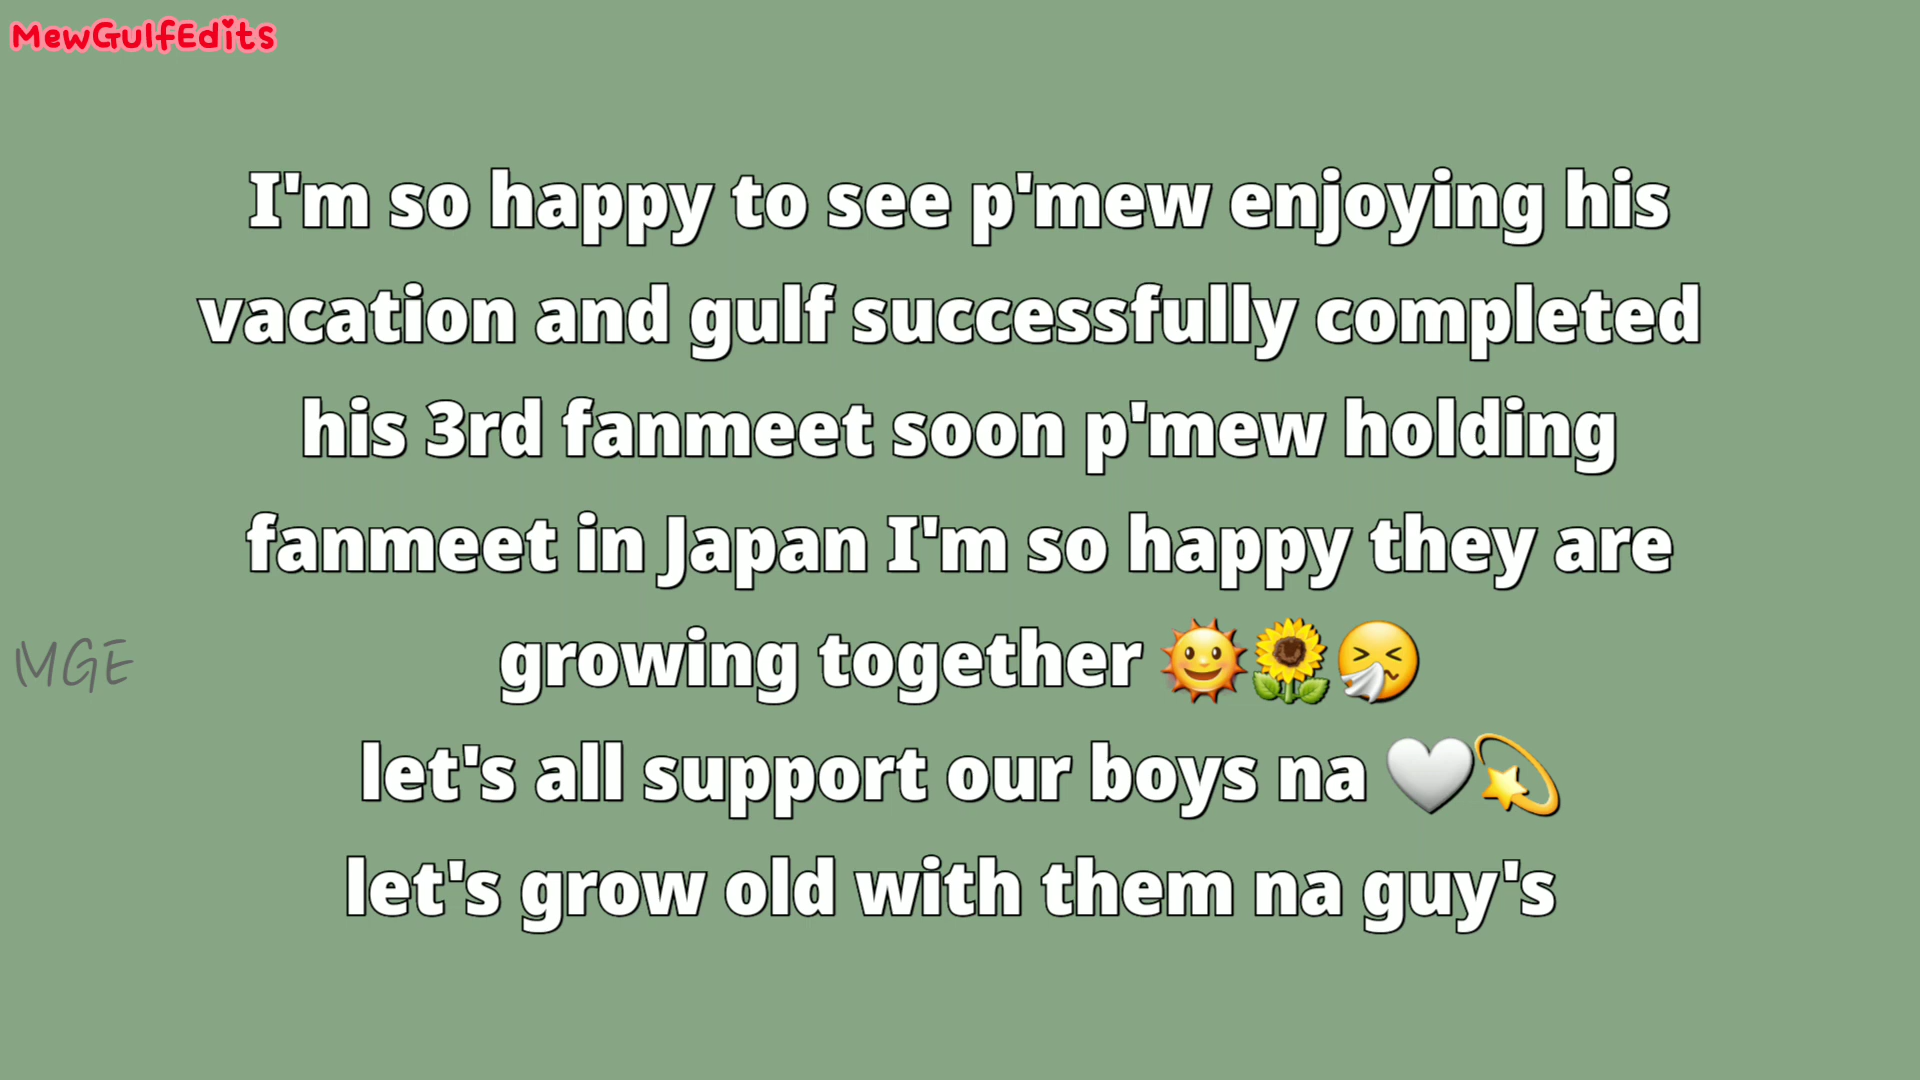 MewGulfEdits
I'm so happy to see p'mew enjoying his
vacation and gulf successfully completed
his 3rd fanmeet soon p'mew holding
fanmeet in Japan I'm so happy they are
growing together 🌞🌻🤧
MGE
let's all support our boys na 🤍💫
let's grow old with them na guy's